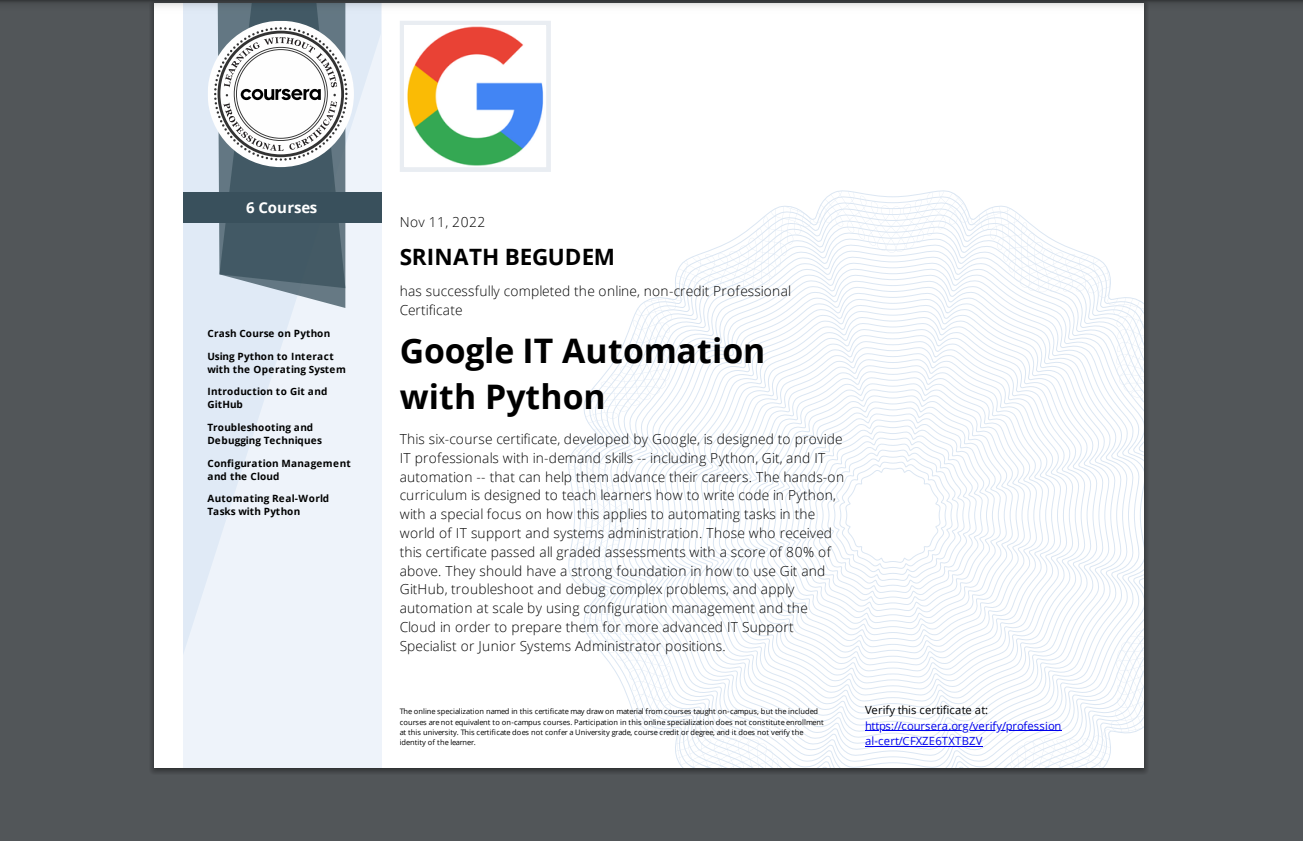 LEARNING WITHOUT LIMITS
coursera
PROFESSIONAL CERTIFICATE
6 Courses
Crash Course on Python
Using Python to Interact
with the Operating System
Introduction to Git and
GitHub
Troubleshooting and
Debugging Techniques
Configuration Management
and the Cloud
Automating Real-World
Tasks with Python
Nov 11, 2022
SRINATH BEGUDEM
has successfully completed the online, non-credit Professional
Certificate
Google IT Automation
with Python
This six-course certificate, developed by Google, is designed to provide
IT professionals with in-demand skills -- including Python, Git, and IT
automation -- that can help them advance their careers. The hands-on
curriculum is designed to teach learners how to write code in Python,
with a special focus on how this applies to automating tasks in the
world of IT support and systems administration. Those who received
this certificate passed all graded assessments with a score of 80% of
above. They should have a strong foundation in how to use Git and
GitHub, troubleshoot and debug complex problems, and apply
automation at scale by using configuration management and the
Cloud in order to prepare them for more advanced IT Support
Specialist or Junior Systems Administrator positions.
The online specialization named in this certificate may draw on material from courses taught on-campus, but the included
courses are not equivalent to on-campus courses. Participation in this online specialization does not constitute enrollment
at this university. This certificate does not confer a University grade, course credit or degree, and it does not verify the
identity of the learner.
Verify this certificate at:
https://coursera.org/verify/profession
al-cert/CFXZE6TXTBZV